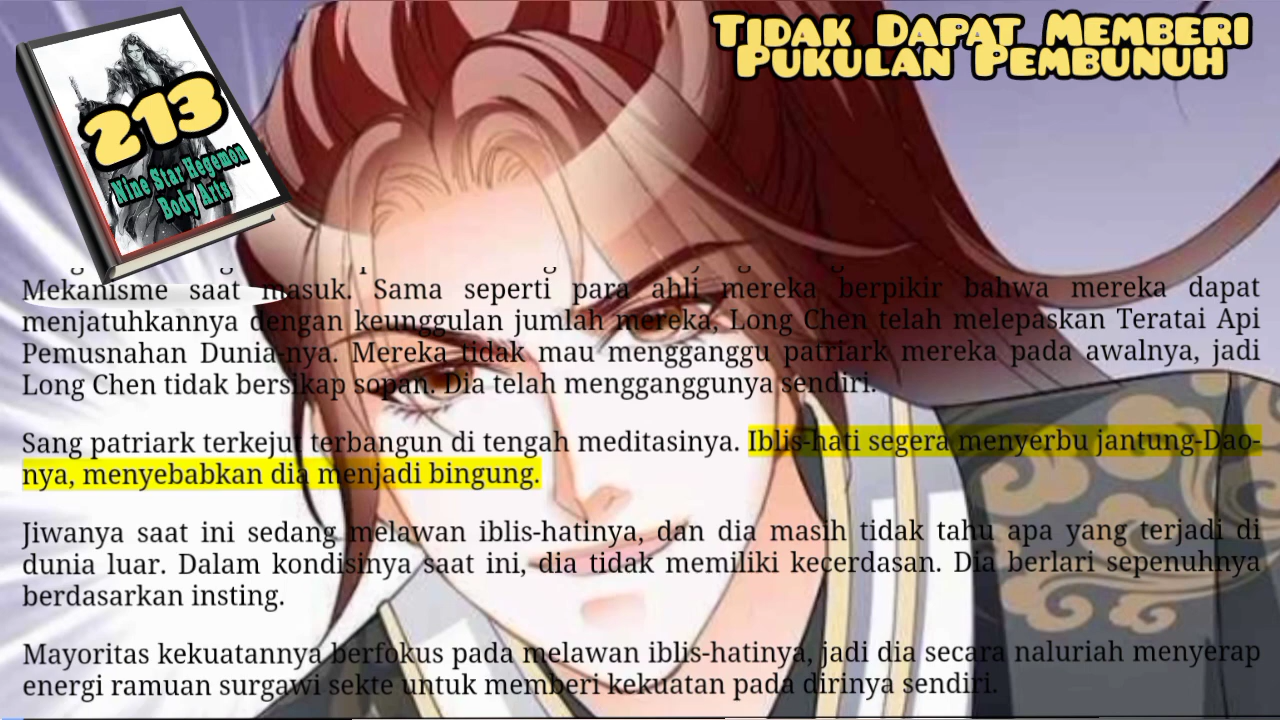 213
Nine Star Hegemon
Body Arts
Tidak Dapat Memberi
Pukulan Pembunuh
Mekanisme saat masuk. Sama seperti para ahli mereka berpikir bahwa mereka dapat
menjatuhkannya dengan keunggulan jumlah mereka, Long Chen telah melepaskan Teratai Api
Pemusnahan Dunia-nya. Mereka tidak mau mengganggu patriark mereka pada awalnya, jadi
Long Chen tidak bersikap sopan. Dia telah mengganggunya sendiri.
Sang patriark terkejut terbangun di tengah meditasinya. Iblis-hati segera menyerbu jantung-Dao-
nya, menyebabkan dia menjadi bingung.
Jiwanya saat ini sedang melawan iblis-hatinya, dan dia masih tidak tahu apa yang terjadi di
dunia luar. Dalam kondisinya saat ini, dia tidak memiliki kecerdasan. Dia berlari sepenuhnya
berdasarkan insting.
Mayoritas kekuatannya berfokus pada melawan iblis-hatinya, jadi dia secara naluriah menyerap
energi ramuan surgawi sekte untuk memberi kekuatan pada dirinya sendiri.